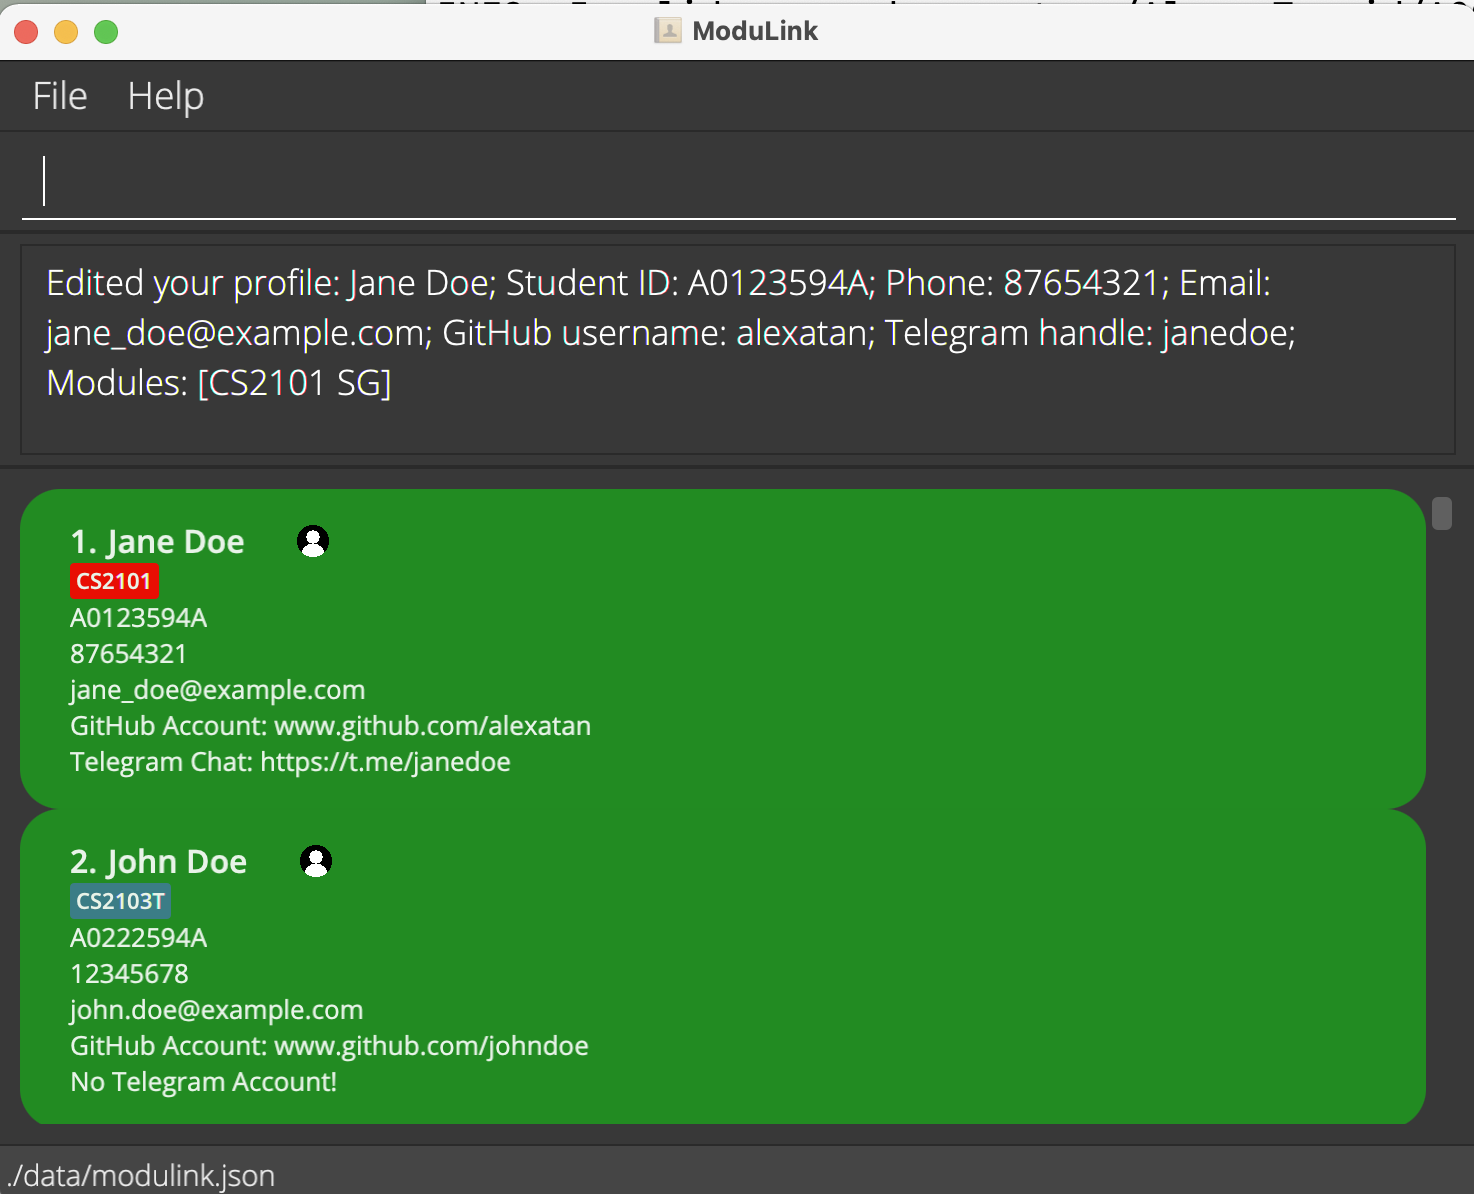 ModuLink
File Help
Edited your profile: Jane Doe; Student ID: A0123594A; Phone: 87654321; Email:
jane_doe@example.com; GitHub username: alexatan; Telegram handle: janedoe;
Modules: [CS2101 SG]
1. Jane Doe
CS2101
A0123594A
87654321
jane_doe@example.com
GitHub Account: www.github.com/alexatan
Telegram Chat: https://t.me/janedoe
2. John Doe
CS2103T
A0222594A
12345678
john.doe@example.com
GitHub Account: www.github.com/johndoe
No Telegram Account!
./data/modulink.json